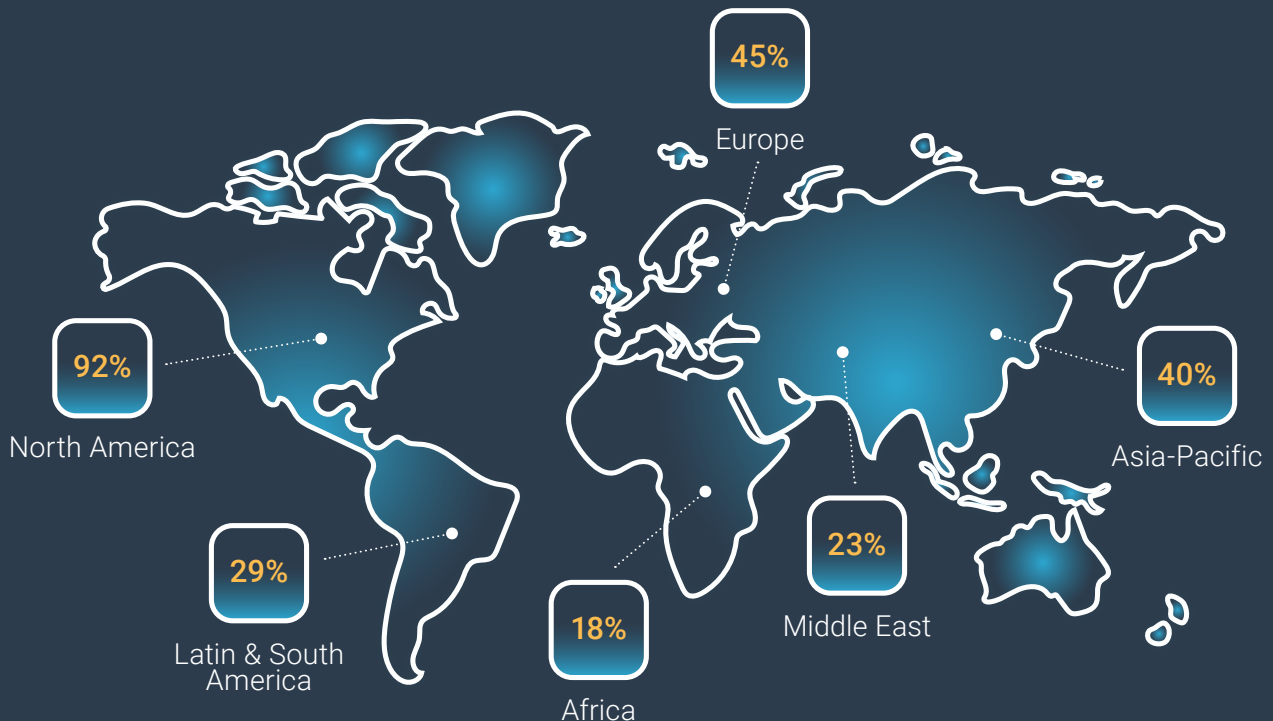 45%
Europe
92%
North America
40%
Asia-Pacific
29%
Latin & South
America
23%
Middle East
18%
Africa